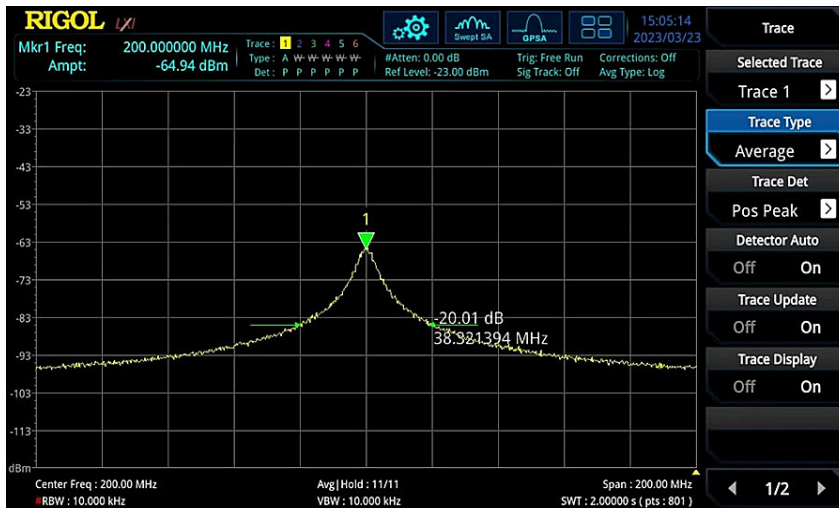 RIGOL LXI
Mkr1 Freq: 200.000000 MHz
Ampt: -64.94 dBm
Trace : 1 2 3 4 5 6
Type : A W W W W W
Det : P P P P P P
Swept SA
GPSA
15:05:14
2023/03/23
#Atten: 0.00 dB Trig: Free Run Corrections: Off
Ref Level: -23.00 dBm Sig Track: Off Avg Type: Log
-23
-33
-43
-53
-63
-73
-83
-93
-103
-113
dBm
1
-20.01 dB
38.321394 MHz
Center Freq : 200.00 MHz Avg|Hold : 11/11 Span : 200.00 MHz
#RBW : 10.000 kHz VBW : 10.000 kHz SWT : 2.00000 s ( pts : 801 )
Trace
Selected Trace
Trace 1
Trace Type
Average
Trace Det
Pos Peak
Detector Auto
Off On
Trace Update
Off On
Trace Display
Off On
1/2